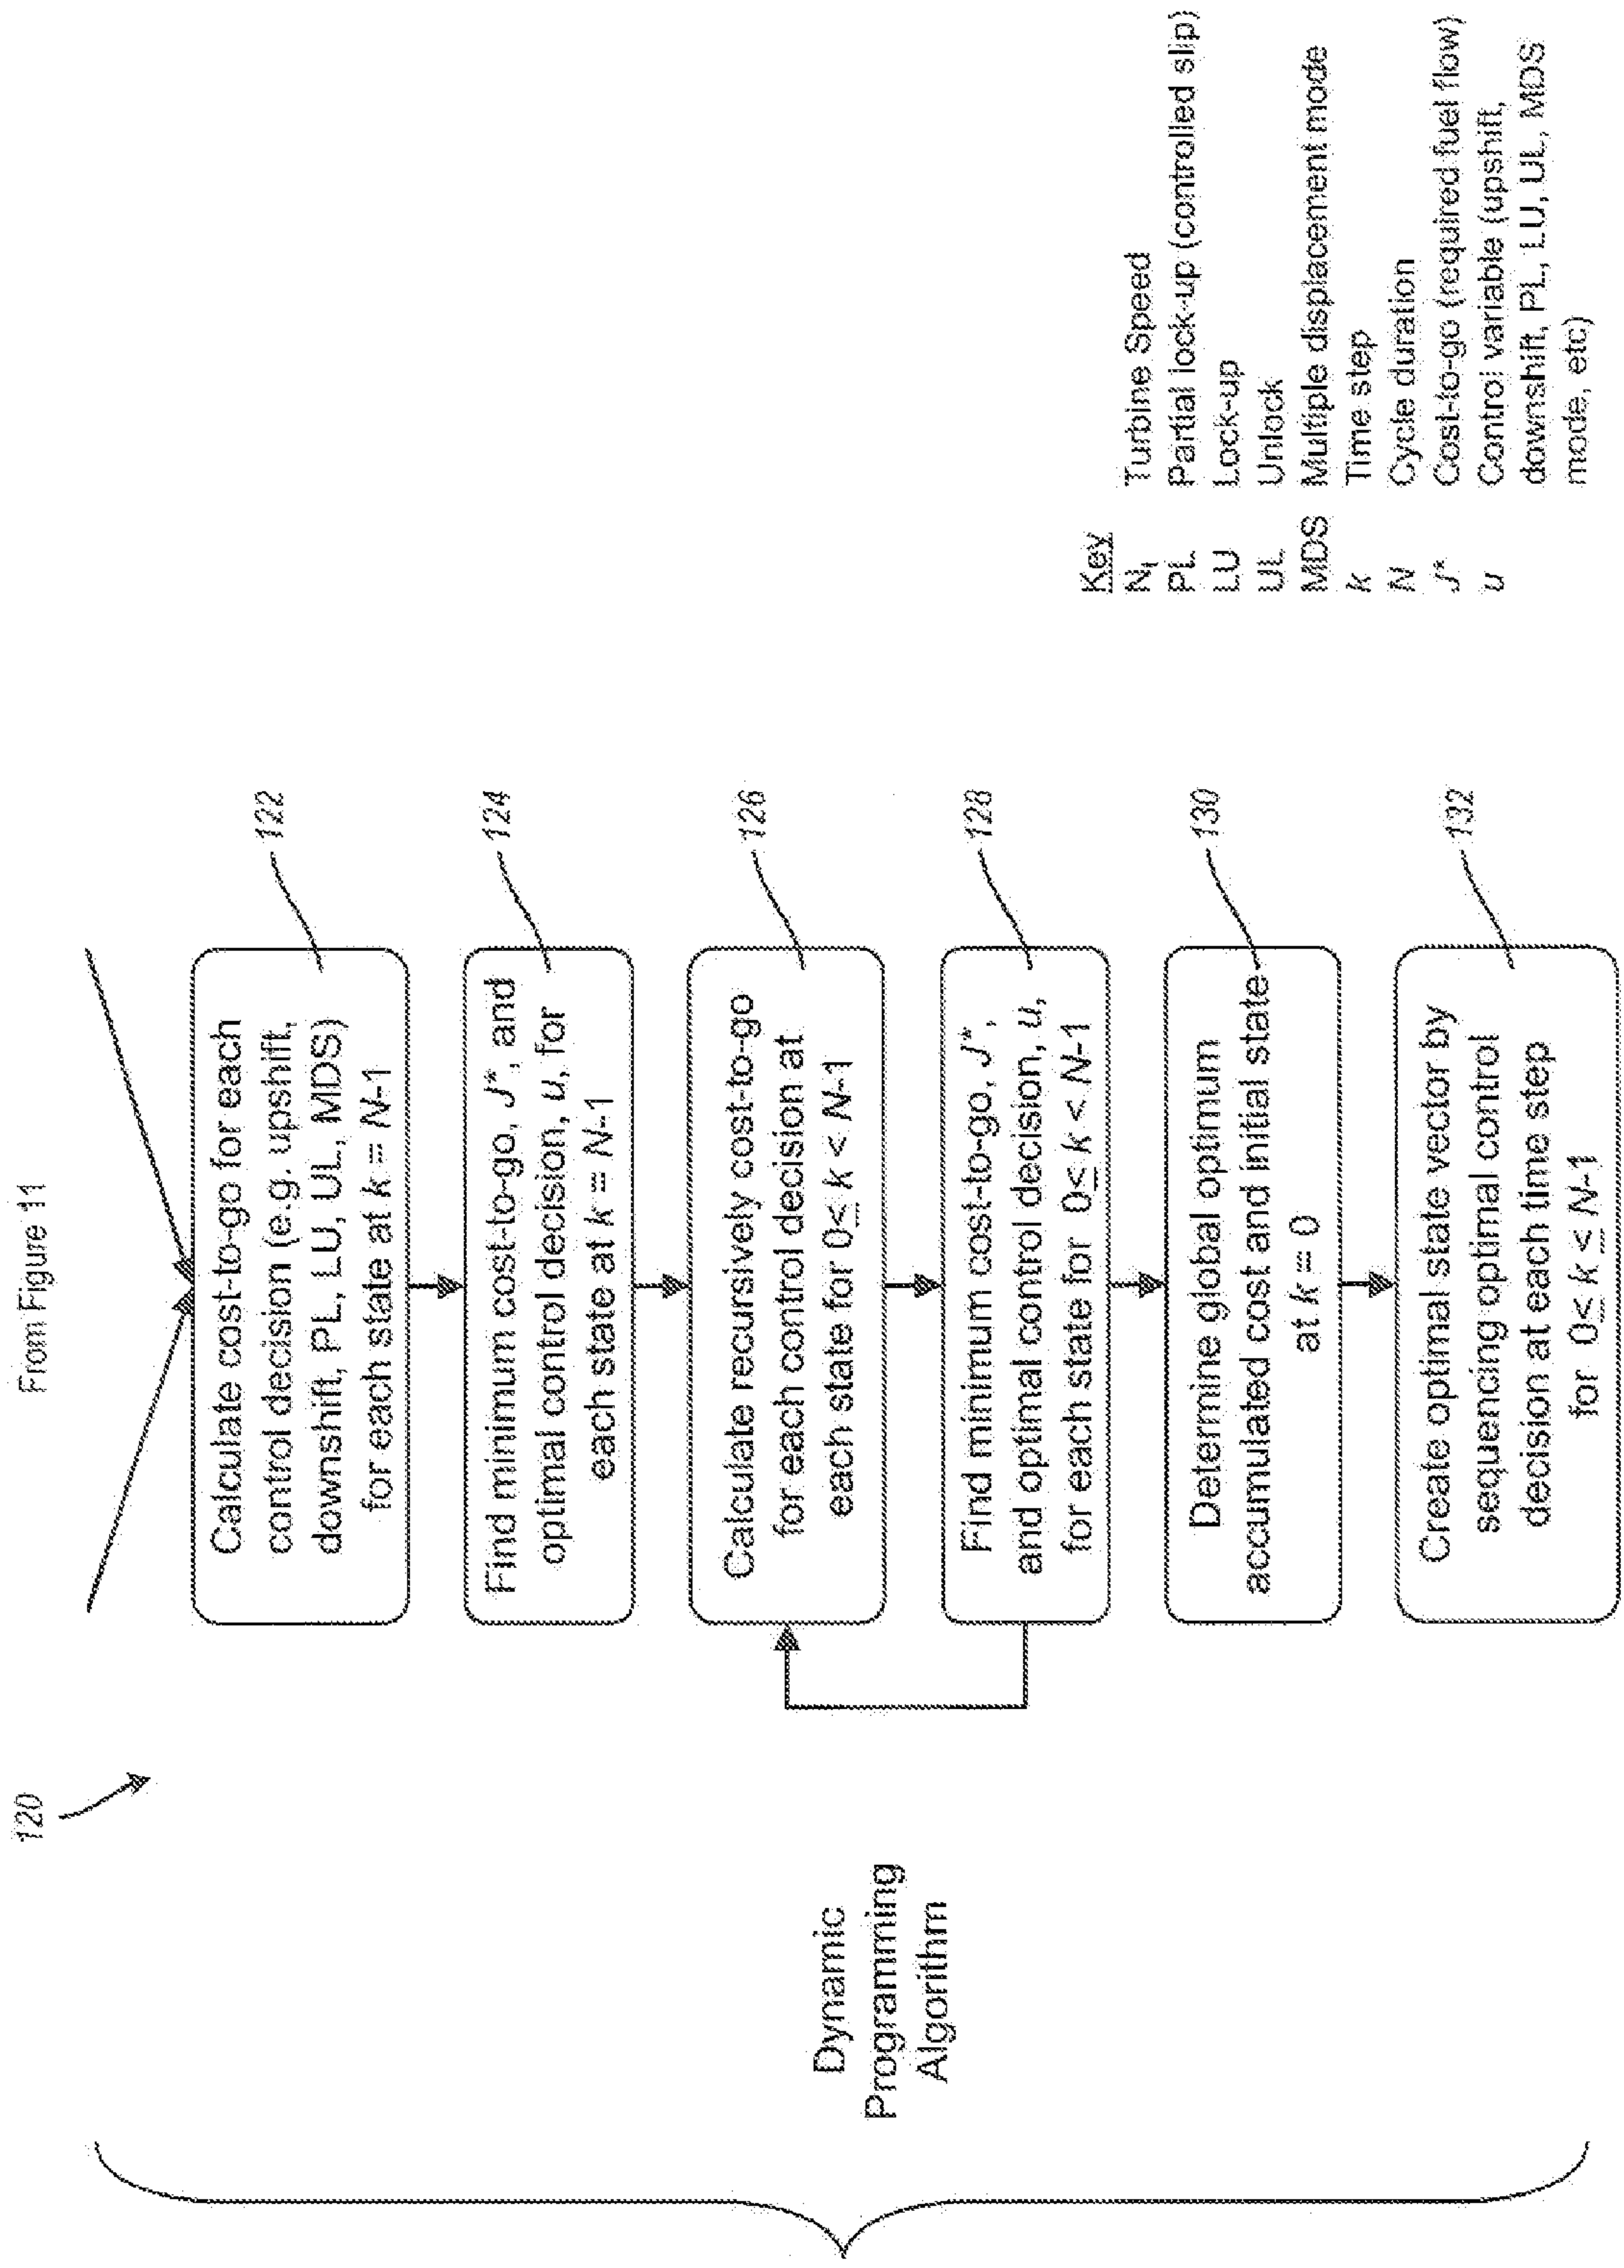 From Figure 11
120
Calculate cost-to-go for each
control decision (e.g. upshift,
downshift, PL, LU, UL, MDS)
for each state at k = N-1
122
Find minimum cost-to-go, J*, and
optimal control decision, u, for
each state at k = N-1
124
Calculate recursively cost-to-go
for each control decision at
each state for 0≤ k < N-1
126
Find minimum cost-to-go, J*,
and optimal control decision, u,
for each state for 0≤ k < N-1
128
Determine global optimum
accumulated cost and initial state
at k = 0
130
Create optimal state vector by
sequencing optimal control
decision at each time step
for 0≤ k ≤ N-1
132
Dynamic
Programming
Algorithm
Key
Nt Turbine Speed
PL Partial lock-up (controlled slip)
LU Lock-up
UL Unlock
MDS Multiple displacement mode
k Time step
N Cycle duration
J* Cost-to-go (required fuel flow)
u Control variable (upshift,
downshift, PL, LU, UL, MDS
mode, etc)